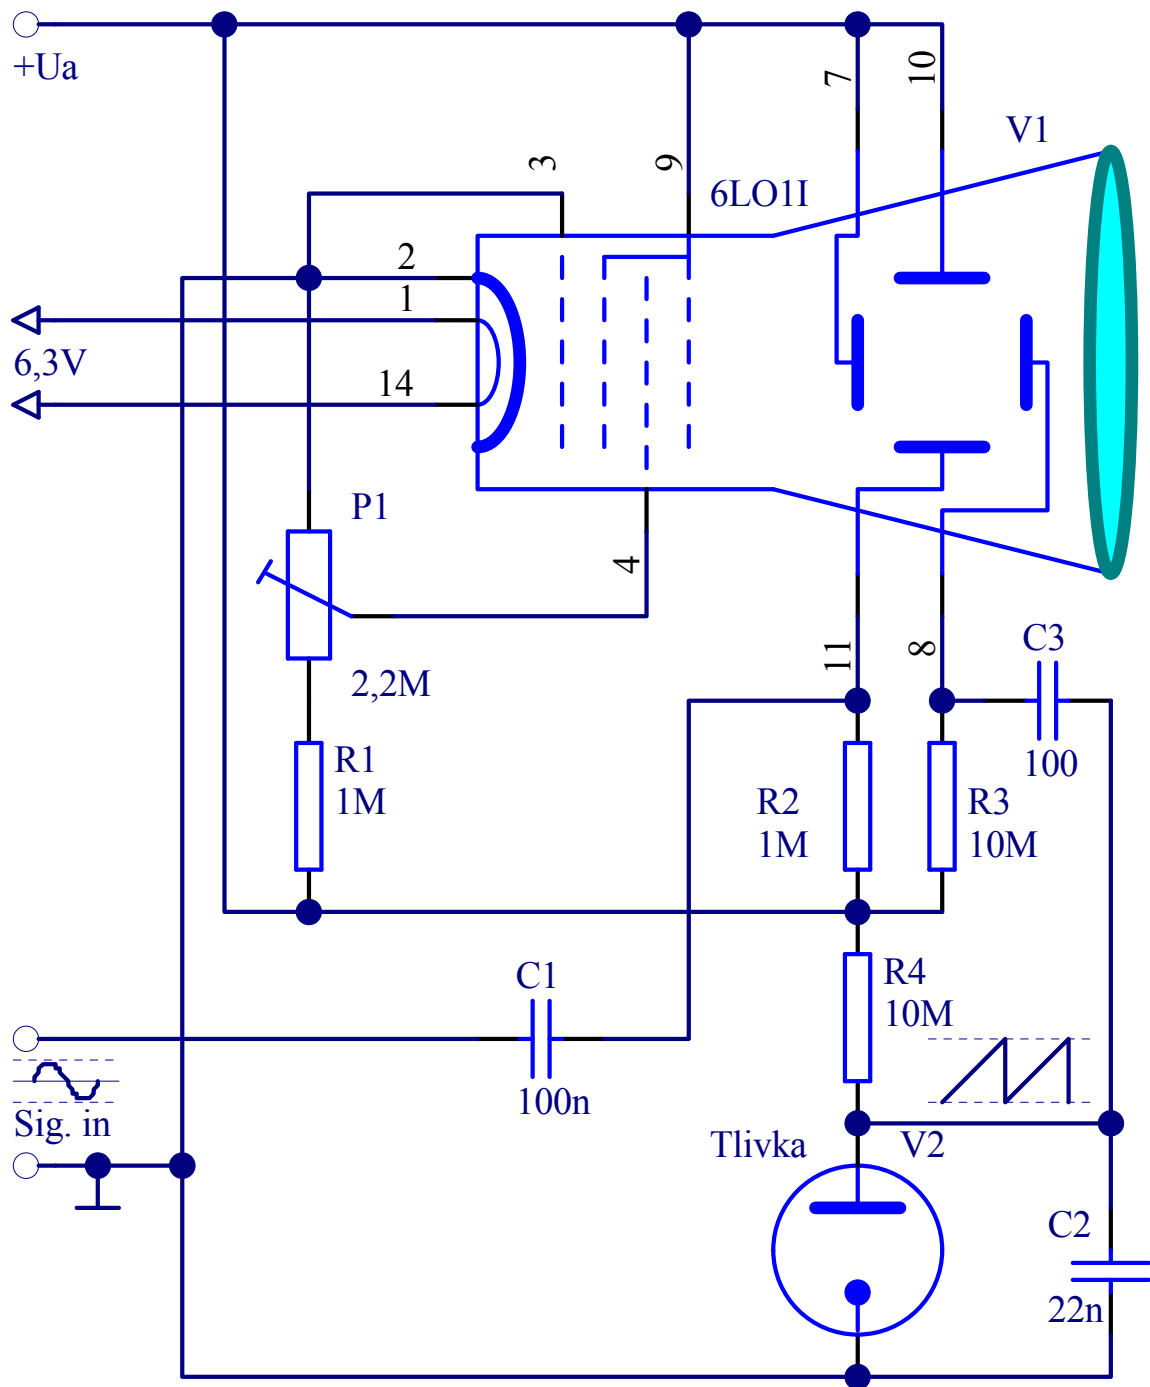 +Ua
7
10
V1
3
9
6LO1I
2
1
6,3V
14
P1
4
2,2M
11
8
C3
100
R1
1M
R2
1M
R3
10M
C1
100n
R4
10M
Sig. in
Tlivka
V2
C2
22n